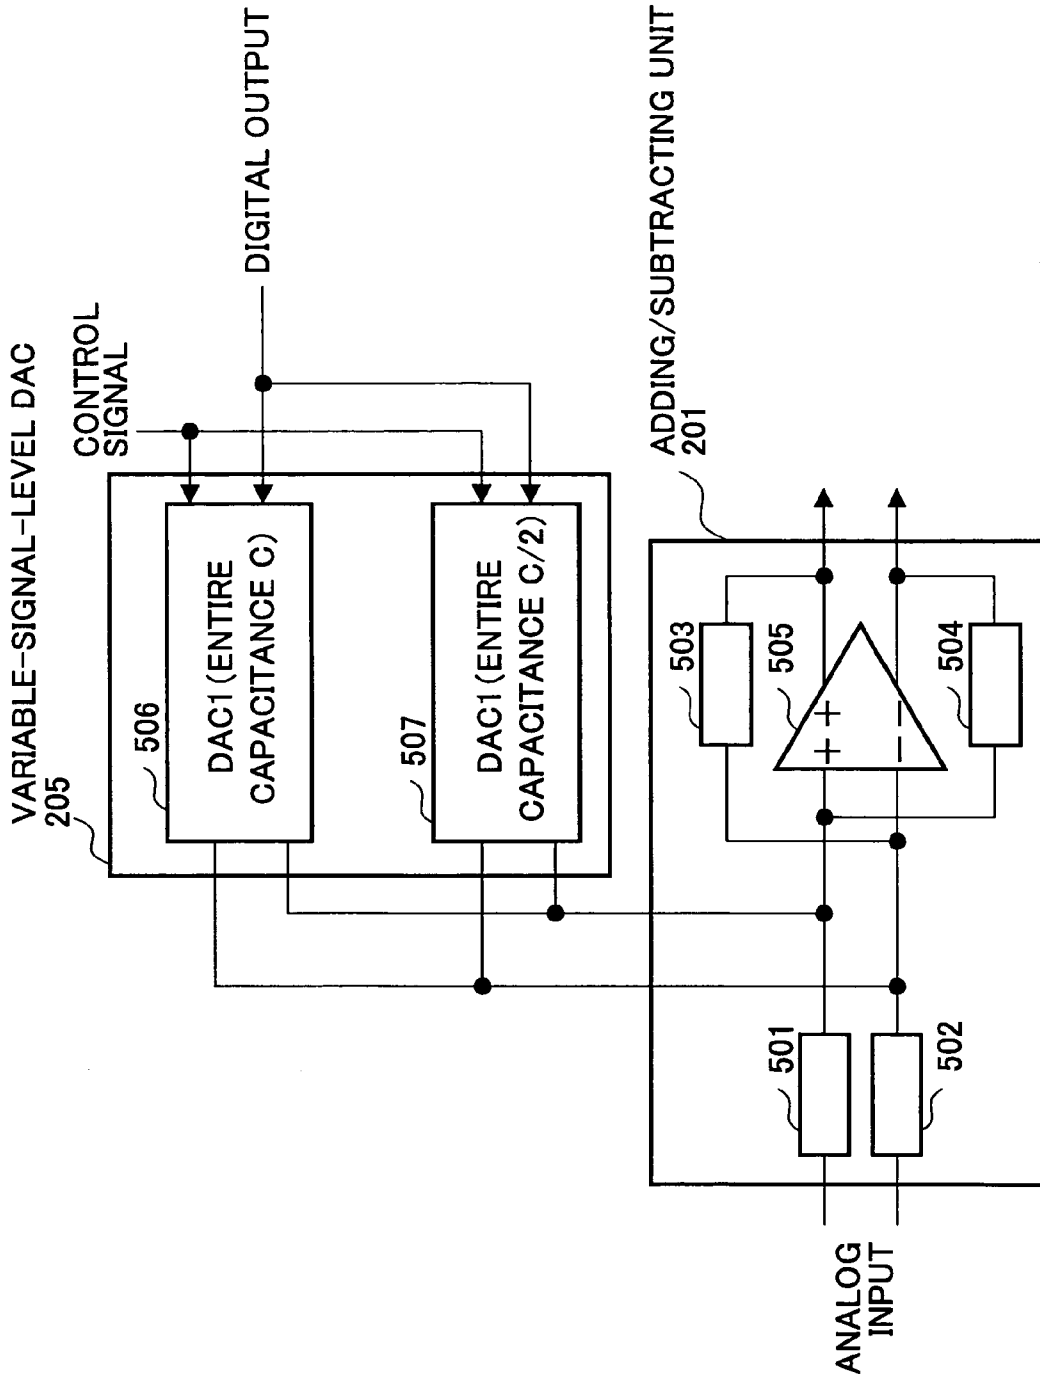 VARIABLE-SIGNAL-LEVEL DAC
205
CONTROL
SIGNAL
DIGITAL OUTPUT
506
DAC1(ENTIRE
CAPACITANCE C)
507
DAC1(ENTIRE
CAPACITANCE C/2)
ADDING/SUBTRACTING UNIT
201
503
505
+ +
− −
504
501
502
ANALOG
INPUT